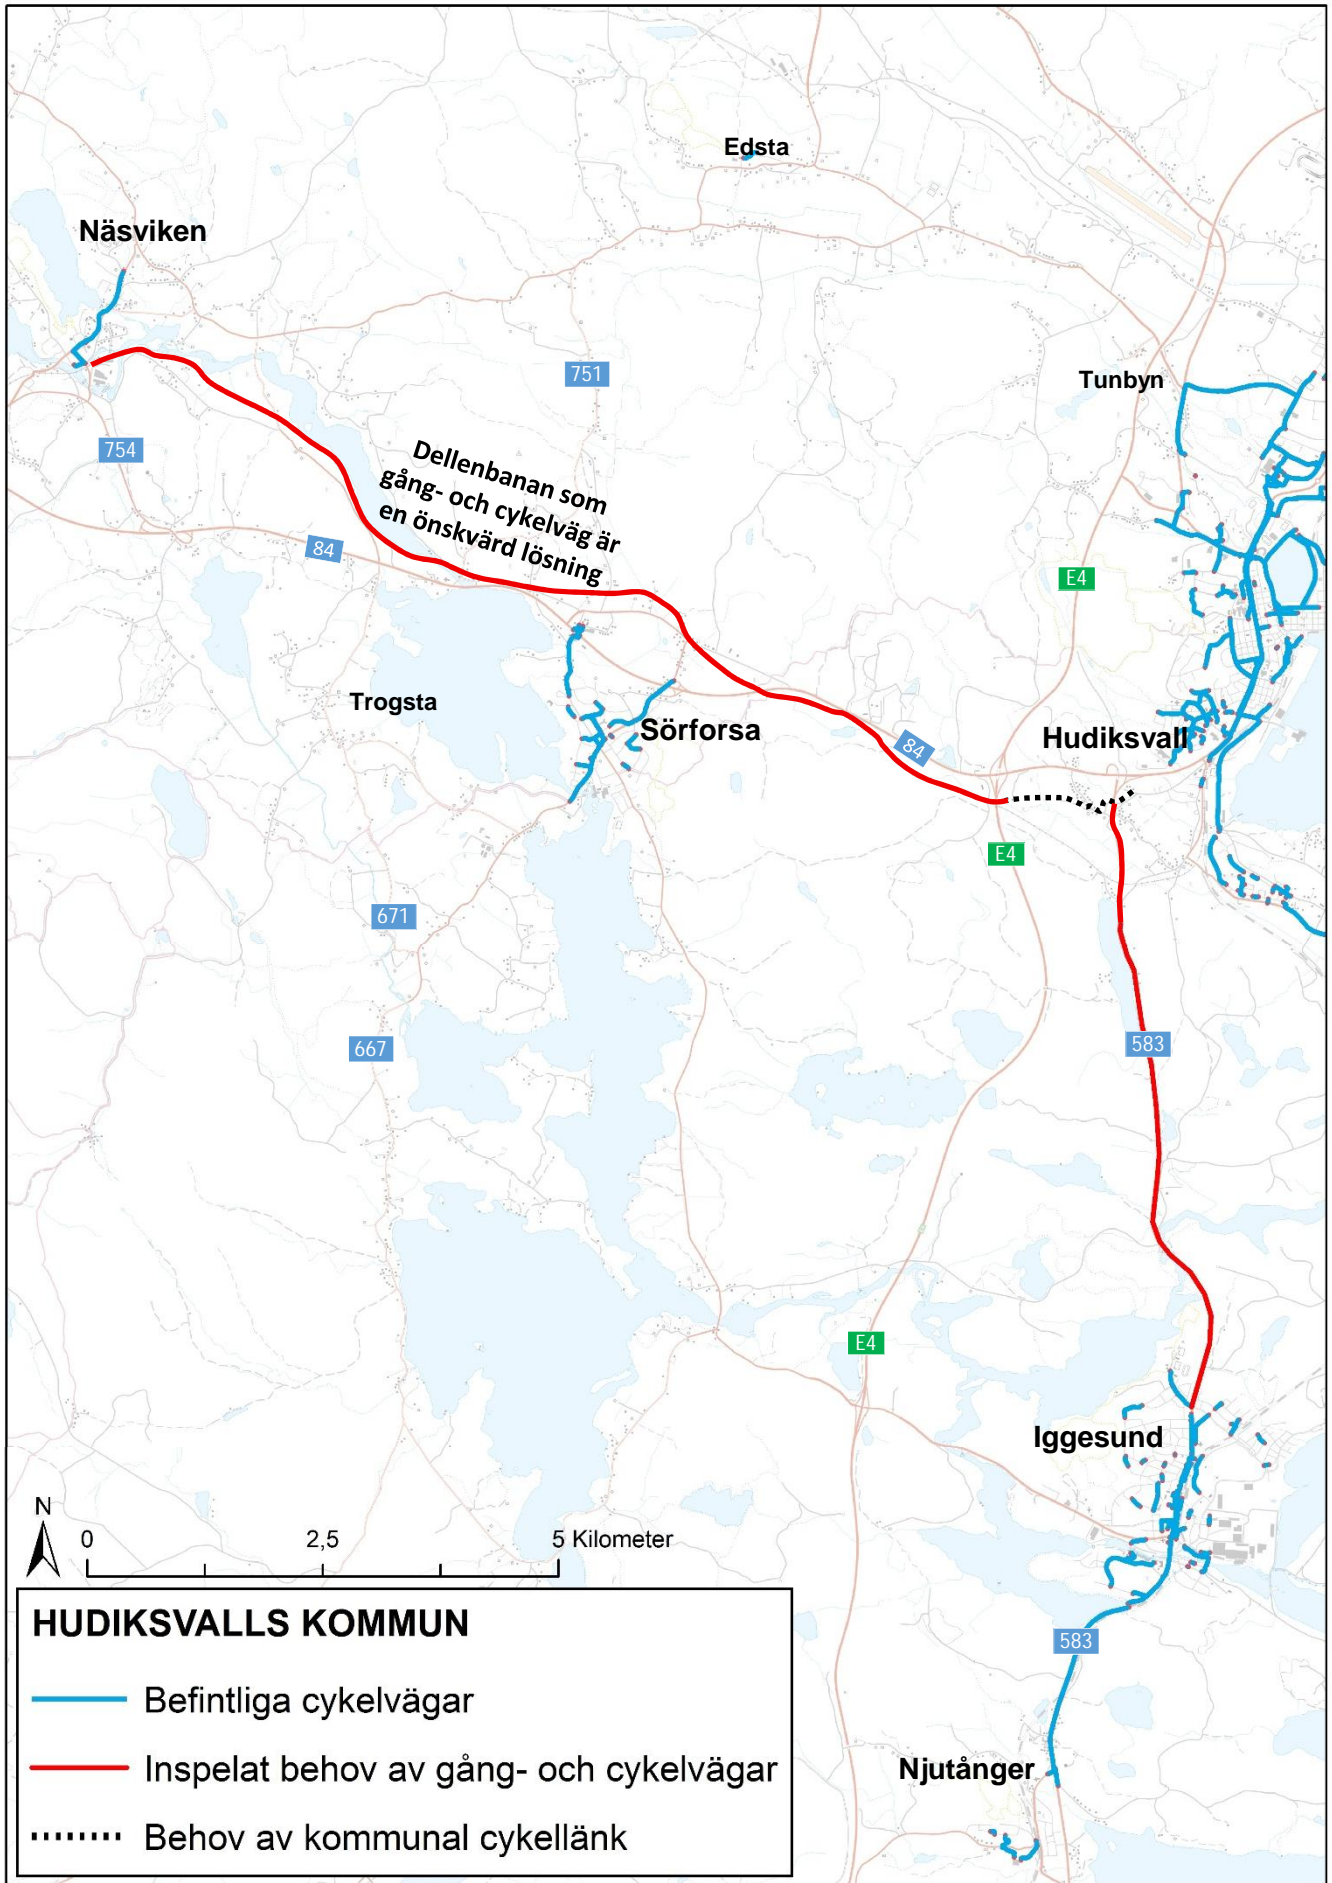 Edsta
Näsviken
751
Tunbyn
754
Dellenbanan som
gång- och cykelväg är
en önskvärd lösning
84
E4
Trogsta
Sörforsa
Hudiksvall
84
E4
671
667
583
E4
Iggesund
N
0 2,5 5 Kilometer
HUDIKSVALLS KOMMUN
Befintliga cykelvägar
Inspelat behov av gång- och cykelvägar
Behov av kommunal cykellänk
583
Njutånger